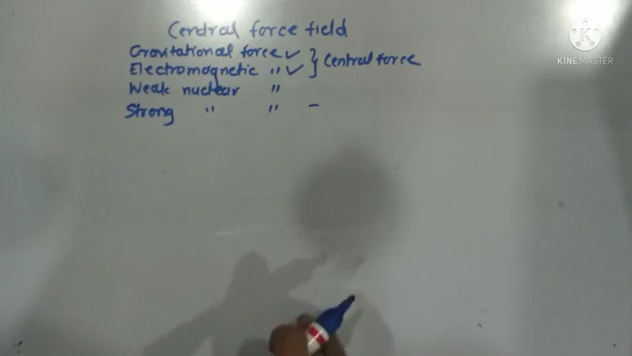 Central force field
Gravitational force ✓
Electromagnetic " ✓ } Central force
Weak nuclear "
Strong " " –
KINEMASTER